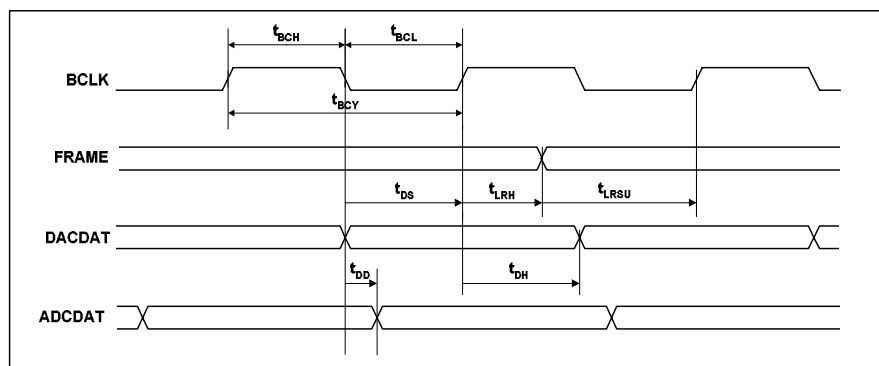 tBCH tBCL
BCLK
tBCY
FRAME
tDS tLRH tLRSU
DACDAT
tDD tDH
ADCDAT